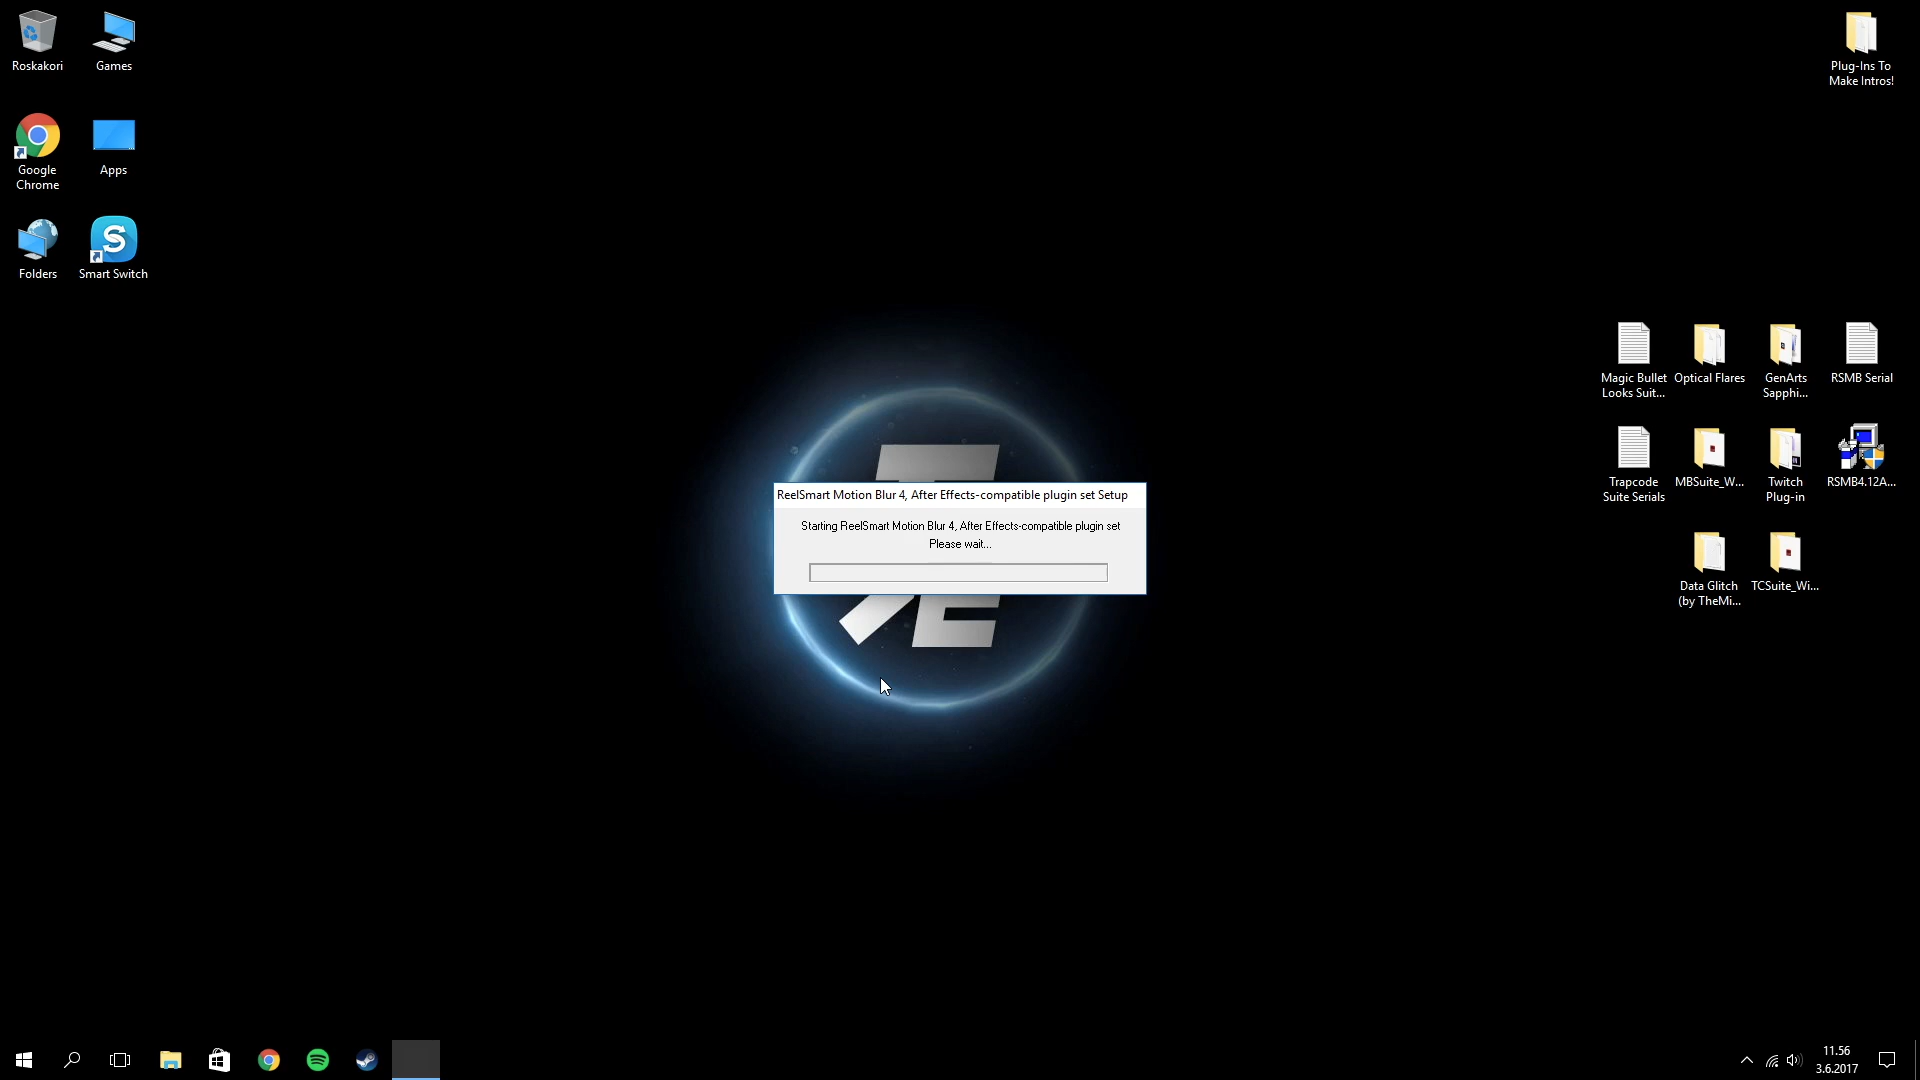 Roskakori
Games
Google
Chrome
Apps
Folders
Smart Switch
Plug-Ins To
Make Intros!
ReelSmart Motion Blur 4, After Effects-compatible plugin set Setup
Starting ReelSmart Motion Blur 4, After Effects-compatible plugin set
Please wait...
Magic Bullet
Looks Suit...
Optical Flares
GenArts
Sapphi...
RSMB Serial
Trapcode
Suite Serials
MBSuite_W...
Twitch
Plug-in
RSMB4.12A...
Data Glitch
(by TheMi...
TCSuite_Wi...
11.56
3.6.2017